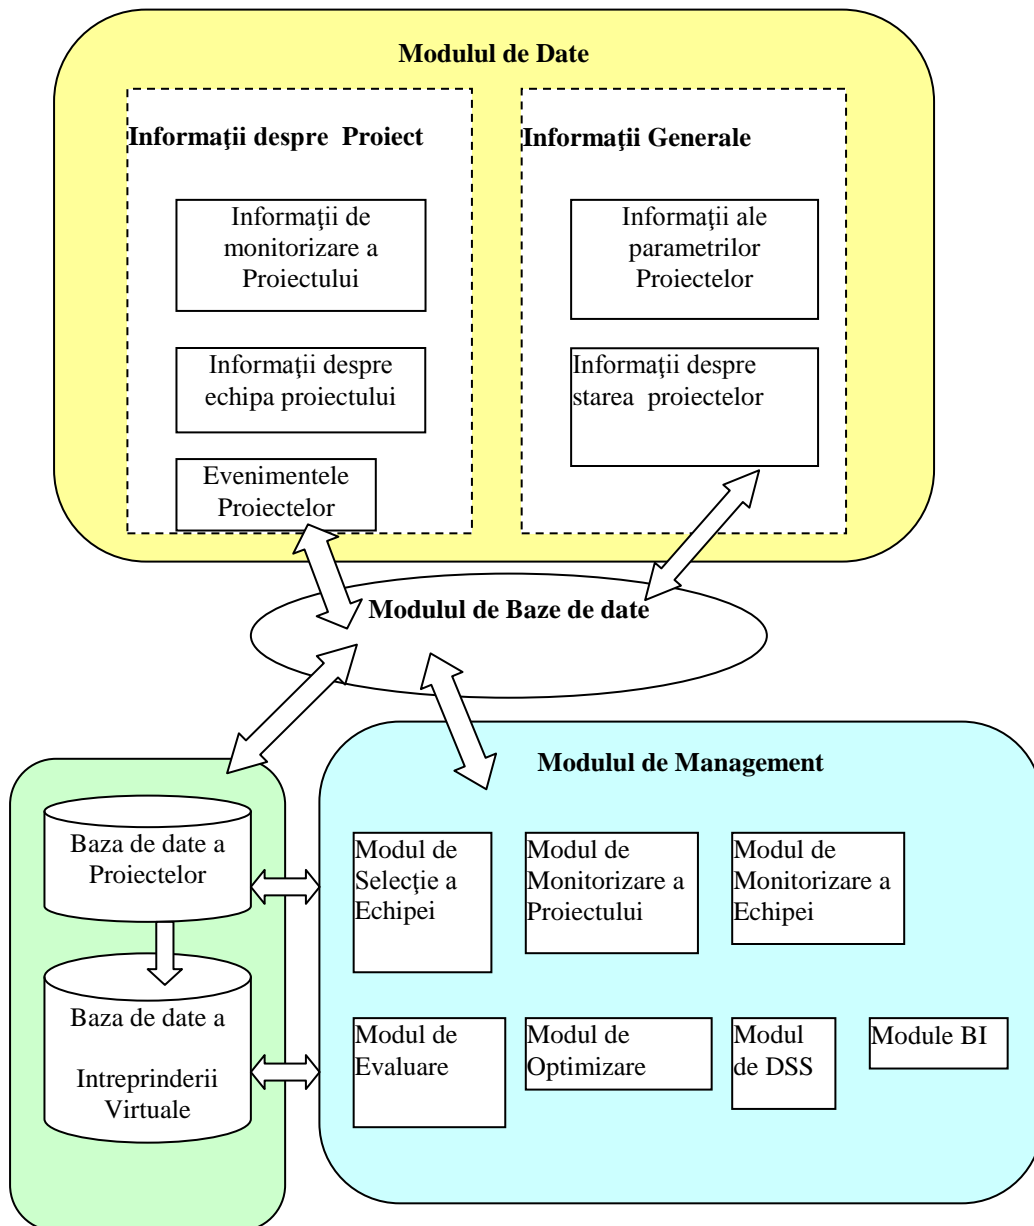 Modulul de Date
Informaţii despre Proiect
Informaţii de
monitorizare a
Proiectului
Informaţii despre
echipa proiectului
Evenimentele
Proiectelor
Informaţii Generale
Informaţii ale
parametrilor
Proiectelor
Informaţii despre
starea proiectelor
Modulul de Baze de date
Baza de date a
Proiectelor
Baza de date a
Intreprinderii
Virtuale
Modulul de Management
Modul de
Selecţie a
Echipei
Modul de
Monitorizare a
Proiectului
Modul de
Monitorizare a
Echipei
Modul de
Evaluare
Modul de
Optimizare
Modul
de DSS
Module BI